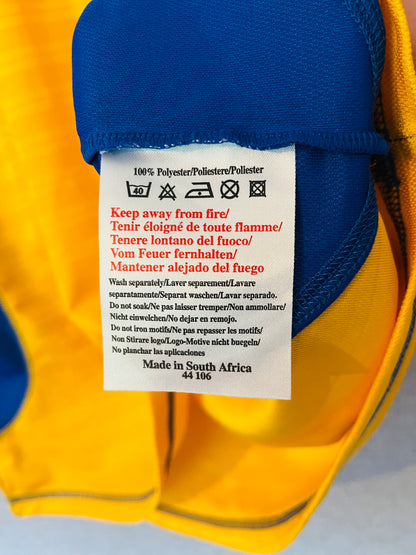 100% Polyester/Poliestere/Poliester
40
Keep away from fire/
Tenir éloigné de toute flamme/
Tenere lontano del fuoco/
Vom Feuer fernhalten/
Mantener alejado del fuego
Wash separately/Laver separement/Lavare
separatamente/Separat waschen/Lavar separado.
Do not soak/Ne pas laisser tremper/Non ammollare/
Nicht einweichen/No dejar en remojo.
Do not iron motifs/Ne pas repasser les motifs/
Non Stirare logo/Logo/Motive nicht buegeln/
No planchar las aplicaciones
Made in South Africa
44 106